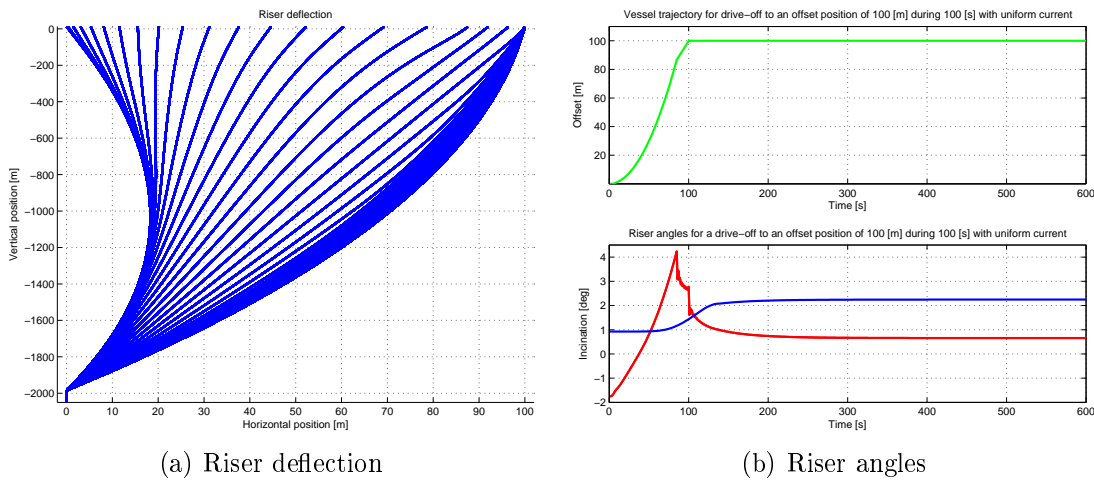 Riser deflection
0
−200
−400
−600
−800
−1000
−1200
−1400
−1600
−1800
−2000
Vertical position [m]
0 10 20 30 40 50 60 70 80 90 100
Horizontal position [m]
(a) Riser deflection
Vessel trajectory for drive−off to an offset position of 100 [m] during 100 [s] with uniform current
100
80
60
40
20
Offset [m]
0 100 200 300 400 500 600
Time [s]
Riser angles for a drive−off to an offset position of 100 [m] during 100 [s] with uniform current
4
3
2
1
0
−1
−2
Incination [deg]
0 100 200 300 400 500 600
Time [s]
(b) Riser angles